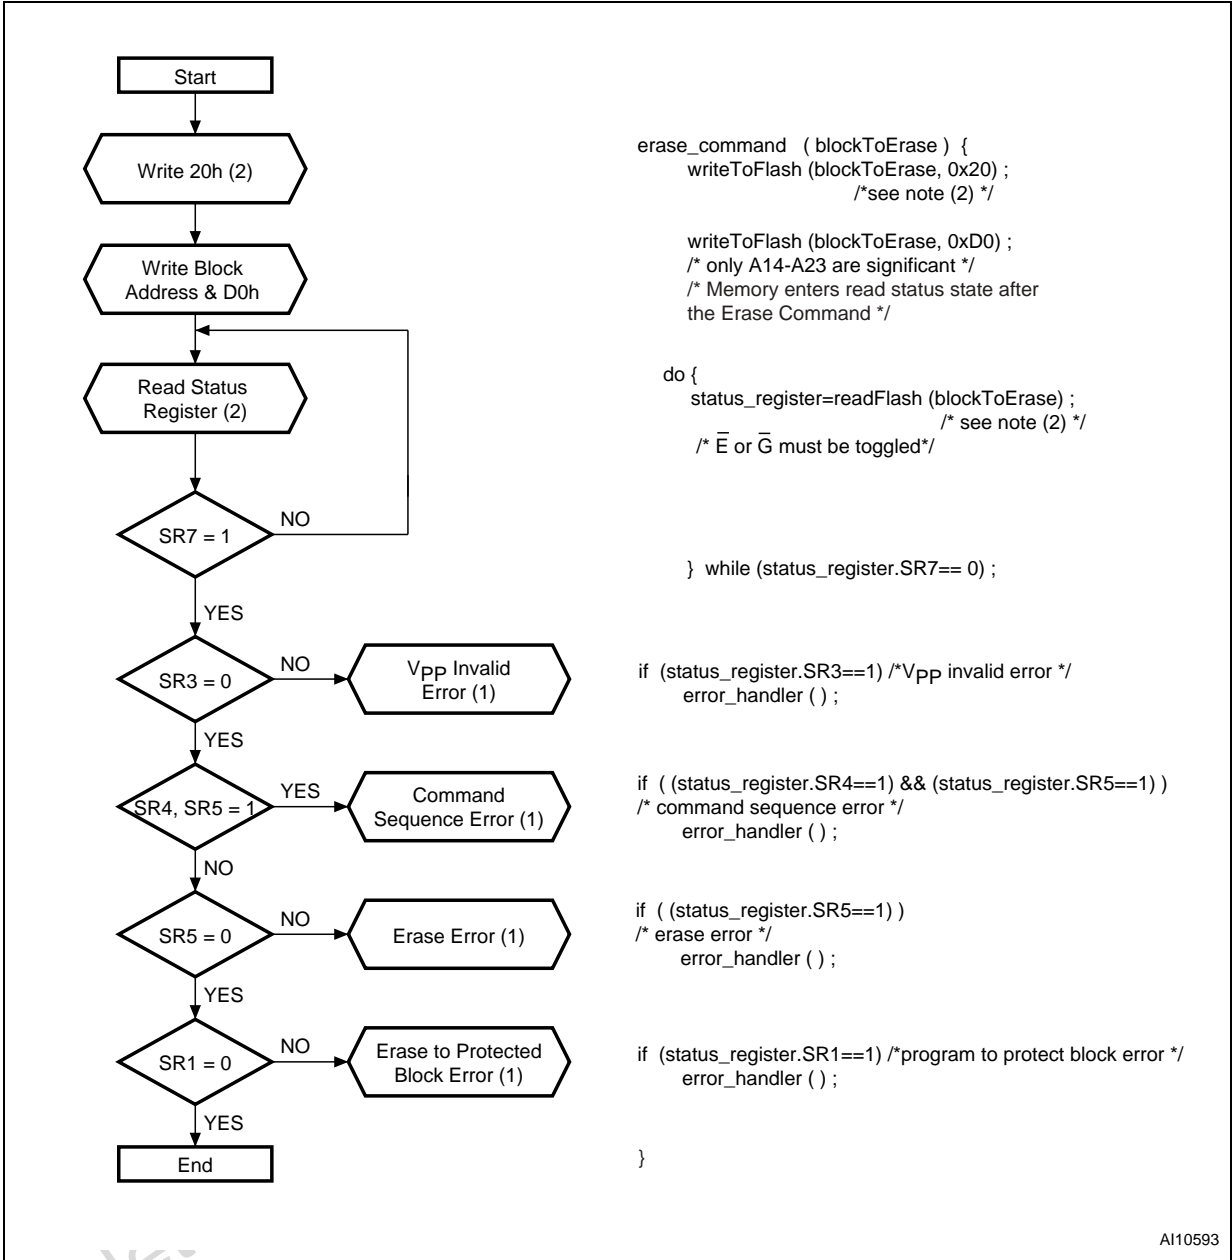 Start
Write 20h (2)
Write Block
Address & D0h
Read Status
Register (2)
SR7 = 1
NO
YES
SR3 = 0
NO
VPP Invalid
Error (1)
YES
SR4, SR5 = 1
YES
Command
Sequence Error (1)
NO
SR5 = 0
NO
Erase Error (1)
YES
SR1 = 0
NO
Erase to Protected
Block Error (1)
YES
End
erase_command ( blockToErase ) {
writeToFlash (blockToErase, 0x20) ;
/*see note (2) */
writeToFlash (blockToErase, 0xD0) ;
/* only A14-A23 are significant */
/* Memory enters read status state after
the Erase Command */
do {
status_register=readFlash (blockToErase) ;
/* see note (2) */
/* E̅ or G̅ must be toggled*/
} while (status_register.SR7== 0) ;
if (status_register.SR3==1) /*VPP invalid error */
error_handler ( ) ;
if ( (status_register.SR4==1) && (status_register.SR5==1) )
/* command sequence error */
error_handler ( ) ;
if ( (status_register.SR5==1) )
/* erase error */
error_handler ( ) ;
if (status_register.SR1==1) /*program to protect block error */
error_handler ( ) ;
}
AI10593